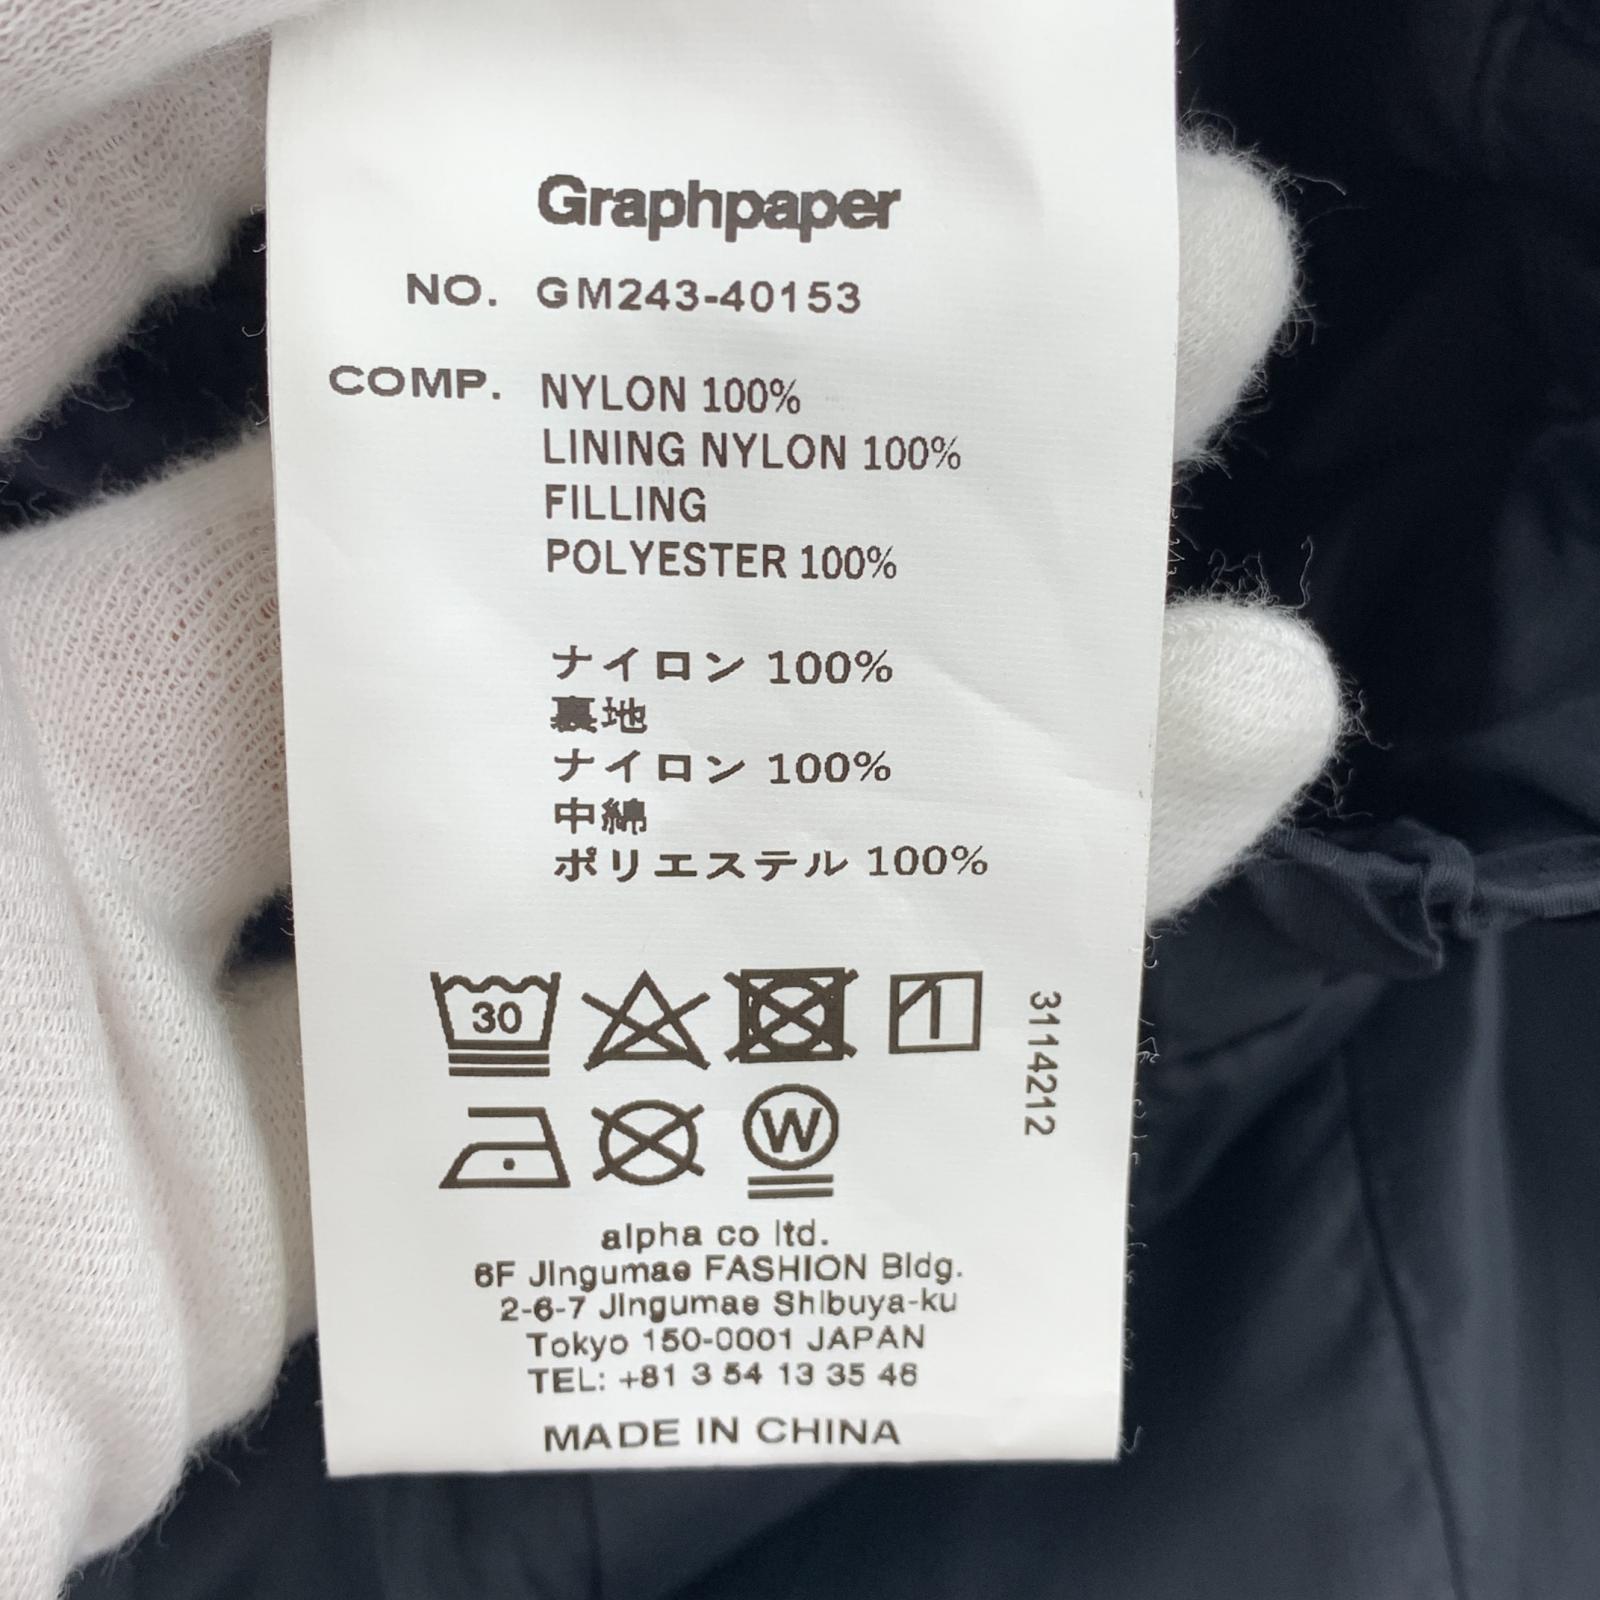 Graphpaper
NO. GM243-40153
COMP. NYLON 100%
LINING NYLON 100%
FILLING
POLYESTER 100%
ナイロン 100%
裏地
ナイロン 100%
中綿
ポリエステル 100%
30
W
3114212
alpha co ltd.
6F Jingumae FASHION Bldg.
2-6-7 Jingumae Shibuya-ku
Tokyo 150-0001 JAPAN
TEL: +81 3 54 13 35 46
MADE IN CHINA